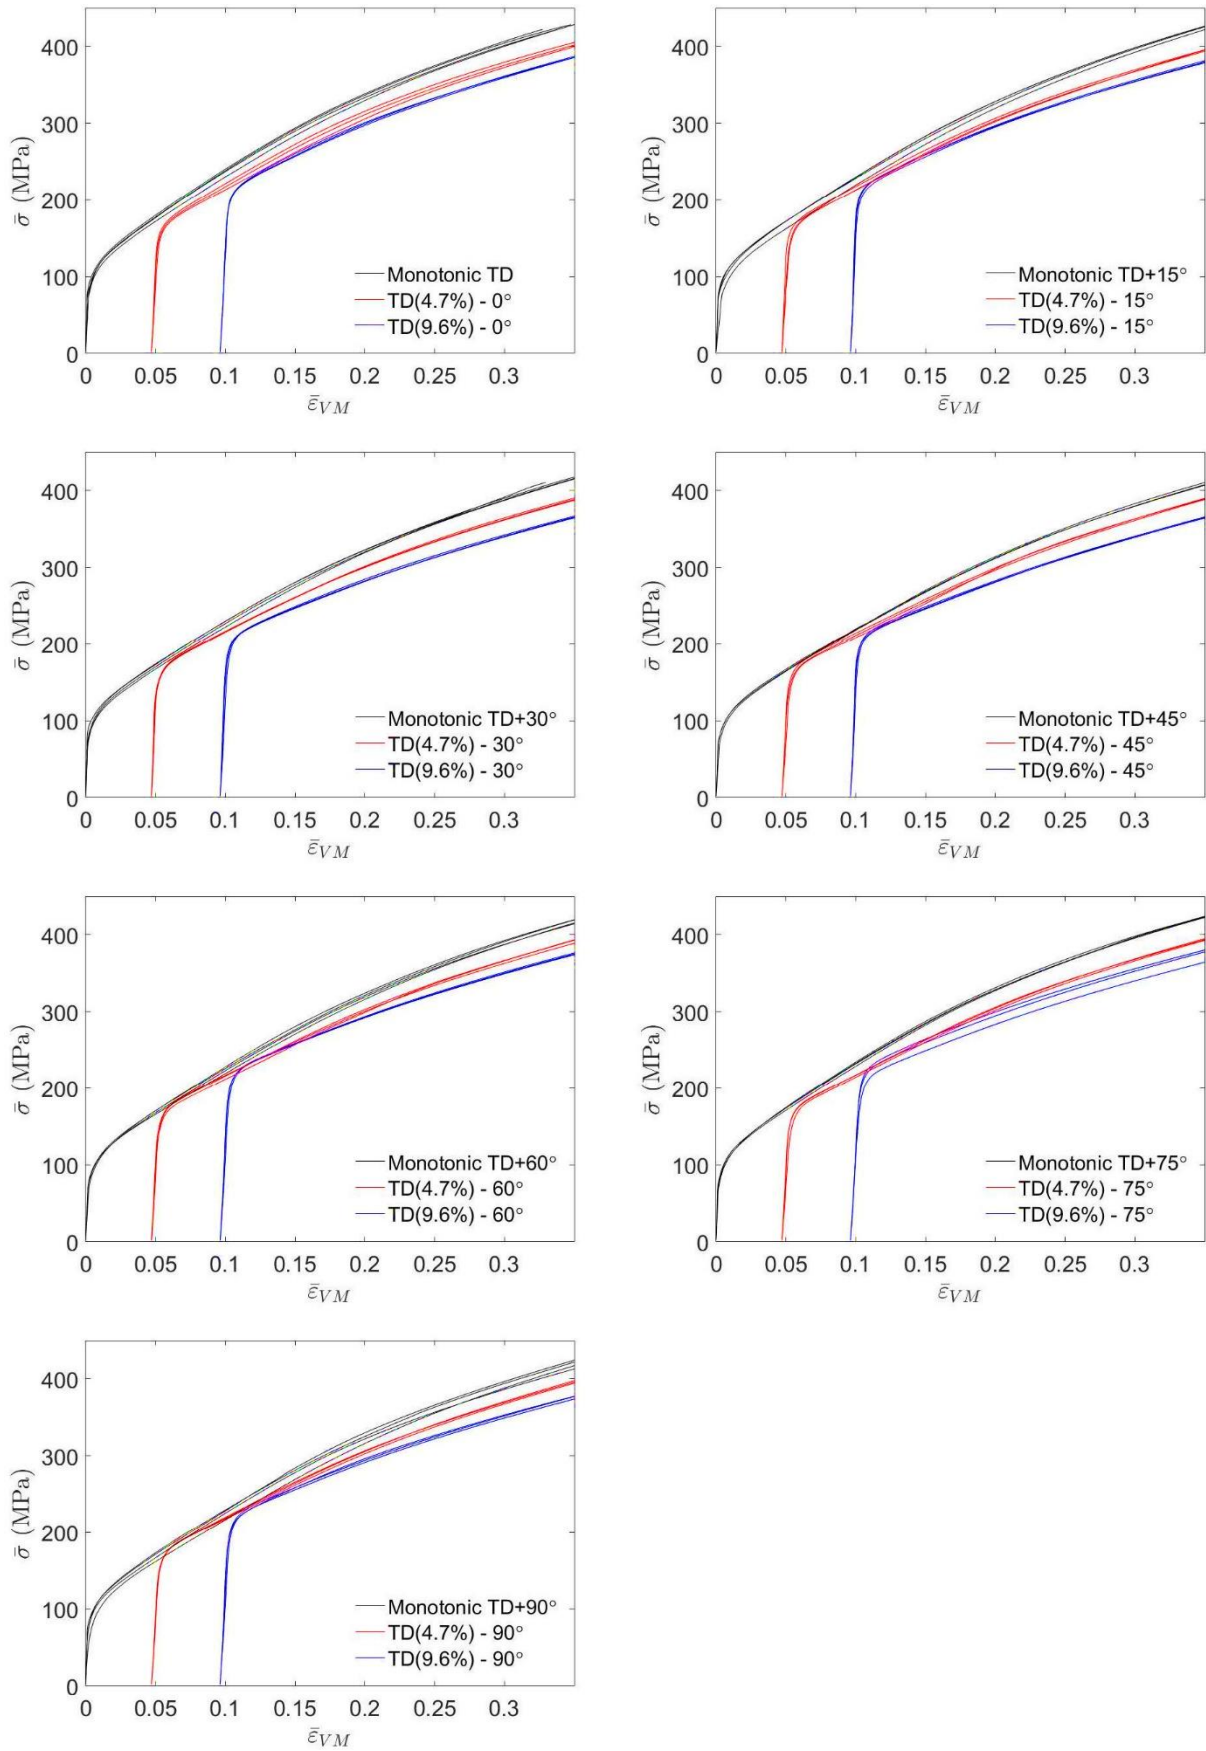 400
300
σ̄ (MPa)
200
100
0
Monotonic TD
TD(4.7%) - 0°
TD(9.6%) - 0°
0 0.05 0.1 0.15 0.2 0.25 0.3
ε̄VM
400
300
σ̄ (MPa)
200
100
0
Monotonic TD+15°
TD(4.7%) - 15°
TD(9.6%) - 15°
0 0.05 0.1 0.15 0.2 0.25 0.3
ε̄VM
400
300
σ̄ (MPa)
200
100
0
Monotonic TD+30°
TD(4.7%) - 30°
TD(9.6%) - 30°
0 0.05 0.1 0.15 0.2 0.25 0.3
ε̄VM
400
300
σ̄ (MPa)
200
100
0
Monotonic TD+45°
TD(4.7%) - 45°
TD(9.6%) - 45°
0 0.05 0.1 0.15 0.2 0.25 0.3
ε̄VM
400
300
σ̄ (MPa)
200
100
0
Monotonic TD+60°
TD(4.7%) - 60°
TD(9.6%) - 60°
0 0.05 0.1 0.15 0.2 0.25 0.3
ε̄VM
400
300
σ̄ (MPa)
200
100
0
Monotonic TD+75°
TD(4.7%) - 75°
TD(9.6%) - 75°
0 0.05 0.1 0.15 0.2 0.25 0.3
ε̄VM
400
300
σ̄ (MPa)
200
100
0
Monotonic TD+90°
TD(4.7%) - 90°
TD(9.6%) - 90°
0 0.05 0.1 0.15 0.2 0.25 0.3
ε̄VM